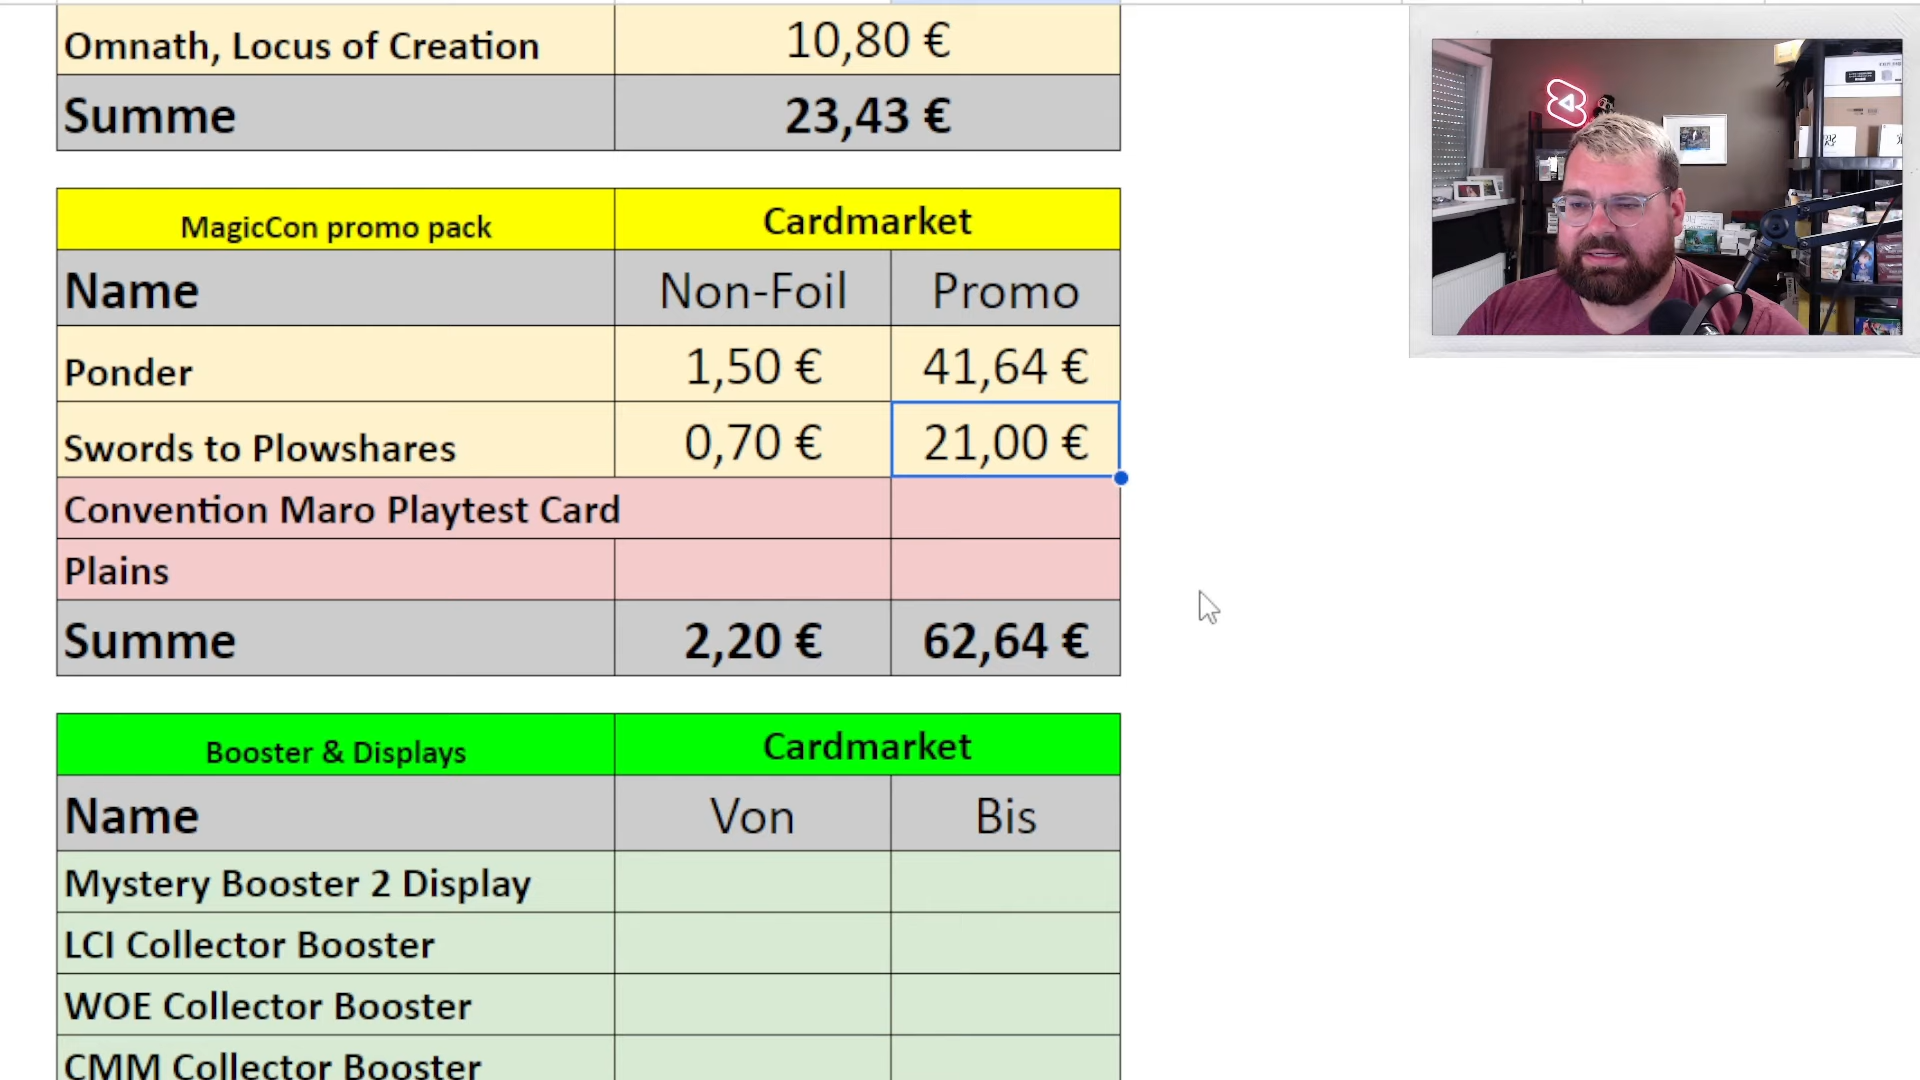 Omnath, Locus of Creation 10,80 €
Summe 23,43 €
MagicCon promo pack Cardmarket
Name Non-Foil Promo
Ponder 1,50 € 41,64 €
Swords to Plowshares 0,70 € 21,00 €
Convention Maro Playtest Card
Plains
Summe 2,20 € 62,64 €
Booster & Displays Cardmarket
Name Von Bis
Mystery Booster 2 Display
LCI Collector Booster
WOE Collector Booster
CMM Collector Booster